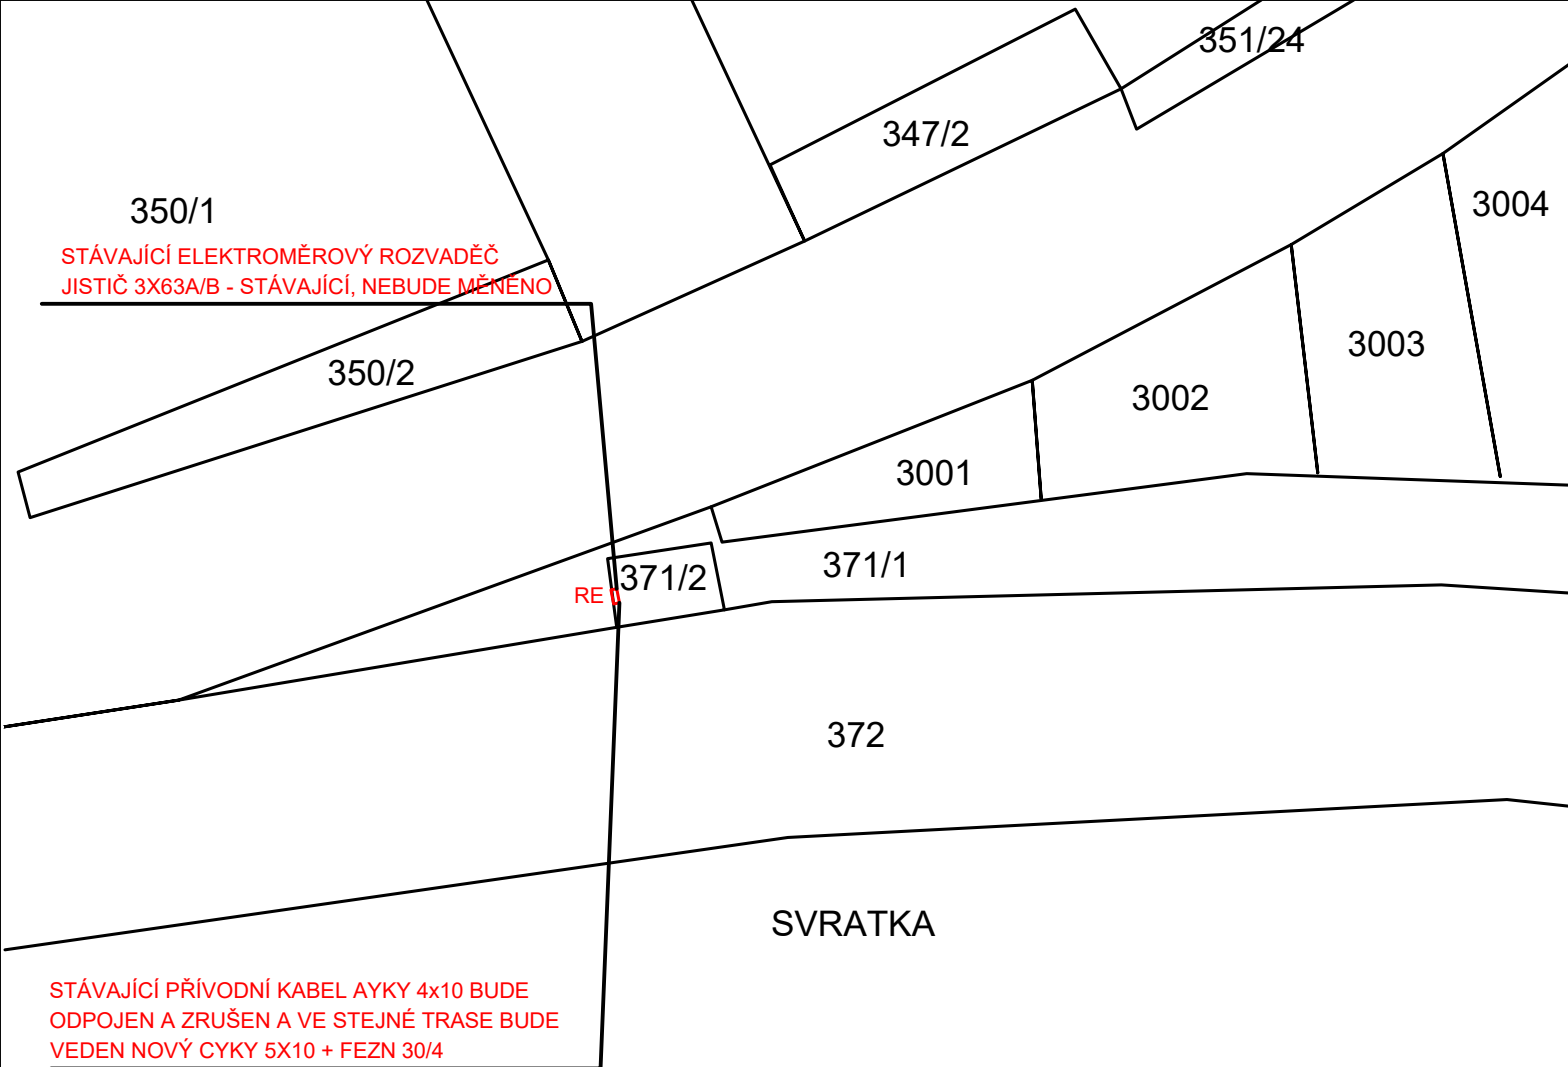 351/24
347/2
350/1
3004
STÁVAJÍCÍ ELEKTROMĚROVÝ ROZVADĚČ
JISTIČ 3X63A/B - STÁVAJÍCÍ, NEBUDE MĚNĚNO
3003
350/2
3002
3001
371/1
371/2
RE
372
SVRATKA
STÁVAJÍCÍ PŘÍVODNÍ KABEL AYKY 4x10 BUDE
ODPOJEN A ZRUŠEN A VE STEJNÉ TRASE BUDE
VEDEN NOVÝ CYKY 5X10 + FEZN 30/4